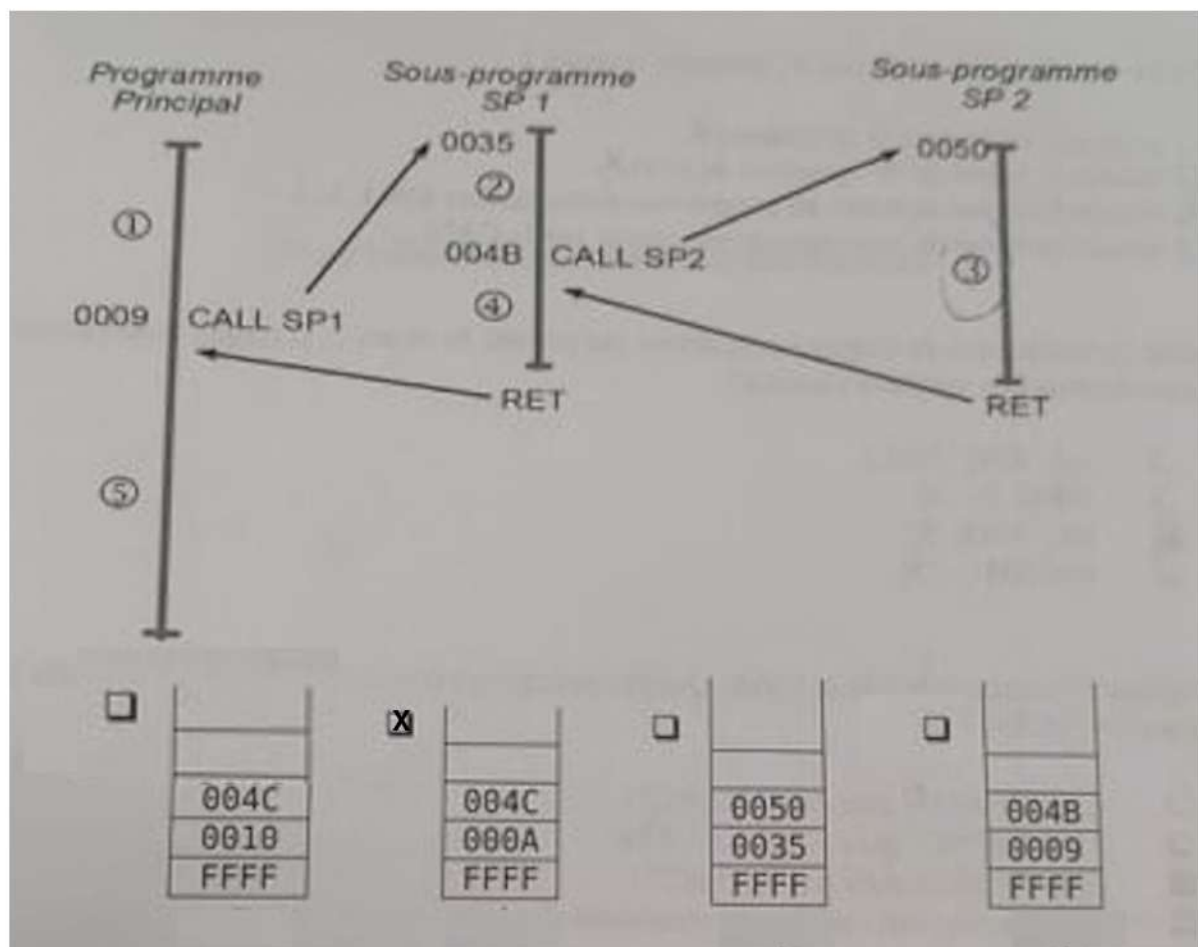 Programme
Principal
Sous-programme
SP 1
Sous-programme
SP 2
0035
0050
②
①
004B
CALL SP2
③
0009
CALL SP1
④
RET
RET
⑤
X
004C
0010
FFFF
004C
000A
FFFF
0050
0035
FFFF
004B
0009
FFFF